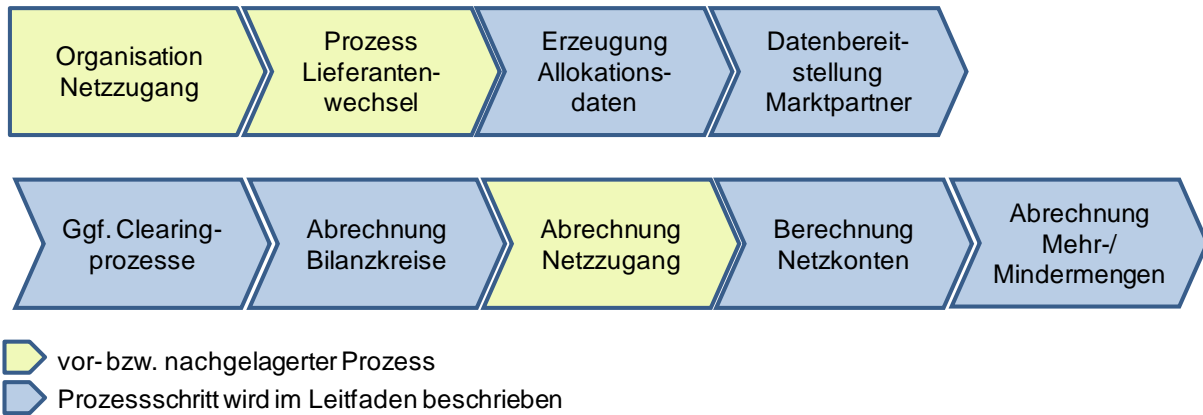 Organisation
Netzzugang
Prozess
Lieferanten-
wechsel
Erzeugung
Allokations-
daten
Datenbereit-
stellung
Marktpartner
Ggf. Clearing-
prozesse
Abrechnung
Bilanzkreise
Abrechnung
Netzzugang
Berechnung
Netzkonten
Abrechnung
Mehr-/
Mindermengen
vor- bzw. nachgelagerter Prozess
Prozessschritt wird im Leitfaden beschrieben